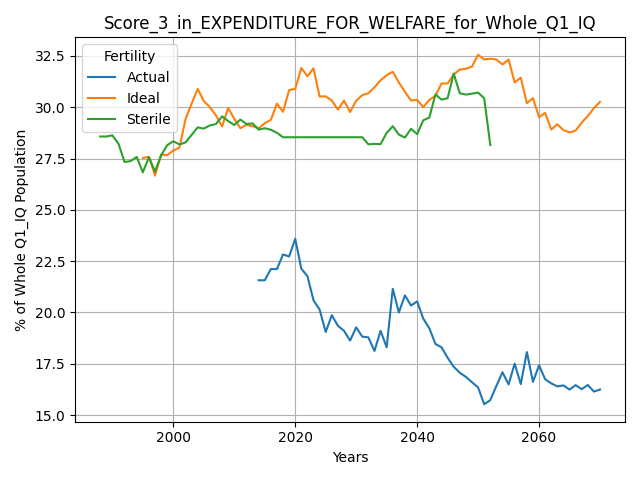 Score_3_in_EXPENDITURE_FOR_WELFARE_for_Whole_Q1_IQ
Fertility
Actual
Ideal
Sterile
% of Whole Q1_IQ Population
32.5
30.0
27.5
25.0
22.5
20.0
17.5
15.0
2000
2020
2040
2060
Years